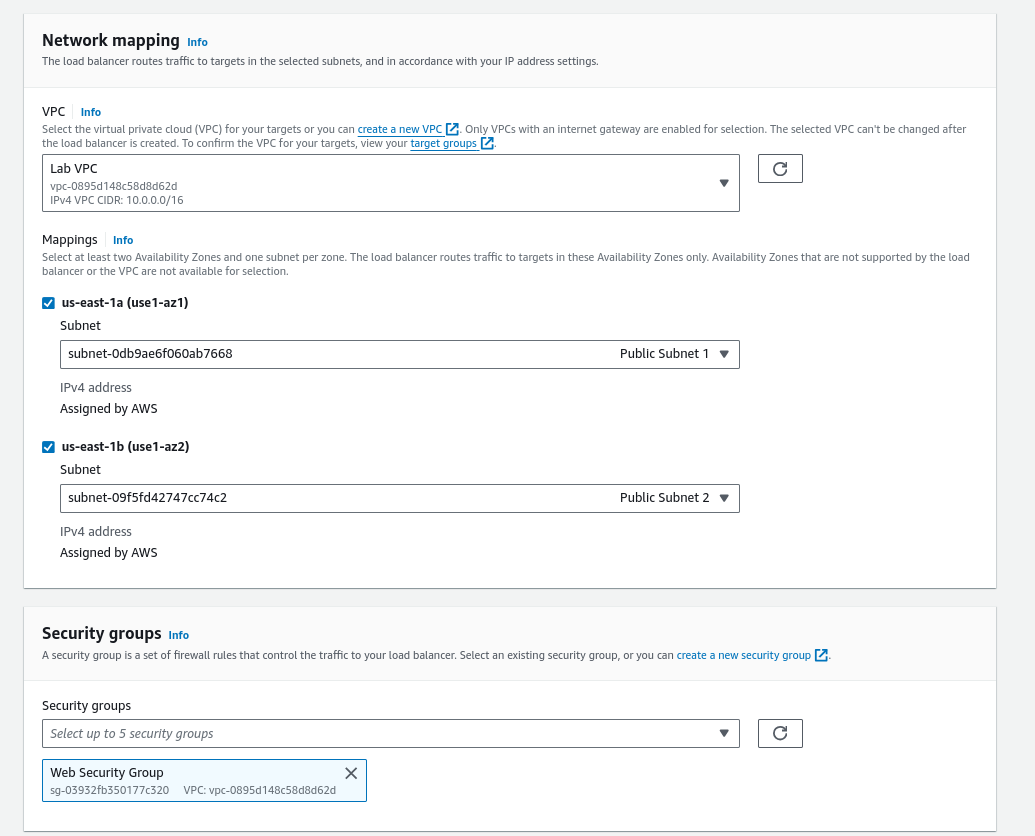 Network mapping Info
The load balancer routes traffic to targets in the selected subnets, and in accordance with your IP address settings.
VPC Info
Select the virtual private cloud (VPC) for your targets or you can create a new VPC. Only VPCs with an internet gateway are enabled for selection. The selected VPC can't be changed after
the load balancer is created. To confirm the VPC for your targets, view your target groups.
Lab VPC
vpc-0895d148c58d8d62d
IPv4 VPC CIDR: 10.0.0.0/16
Mappings Info
Select at least two Availability Zones and one subnet per zone. The load balancer routes traffic to targets in these Availability Zones only. Availability Zones that are not supported by the load
balancer or the VPC are not available for selection.
us-east-1a (use1-az1)
Subnet
subnet-0db9ae6f060ab7668 Public Subnet 1
IPv4 address
Assigned by AWS
us-east-1b (use1-az2)
Subnet
subnet-09f5fd42747cc74c2 Public Subnet 2
IPv4 address
Assigned by AWS
Security groups Info
A security group is a set of firewall rules that control the traffic to your load balancer. Select an existing security group, or you can create a new security group.
Security groups
Select up to 5 security groups
Web Security Group
sg-03932fb350177c320 VPC: vpc-0895d148c58d8d62d